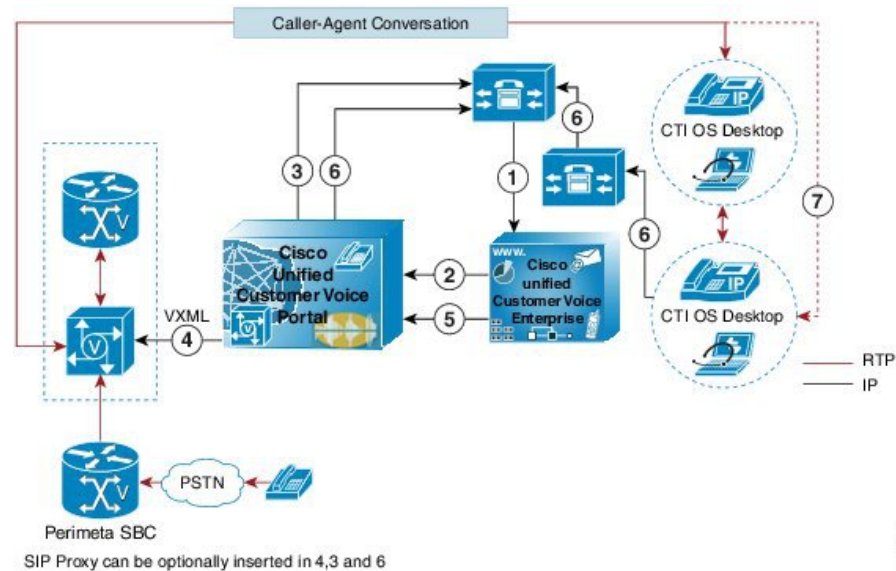 Caller-Agent Conversation
IP
CTI OS Desktop
3
6
1
6
6
7
V
Cisco
Unified
Customer Voice
Portal
2
5
www.
@
Cisco
unified
Customer Voice
Enterprise
IP
CTI OS Desktop
VXML
4
V
V
RTP
IP
V
PSTN
Perimeta SBC
SIP Proxy can be optionally inserted in 4,3 and 6